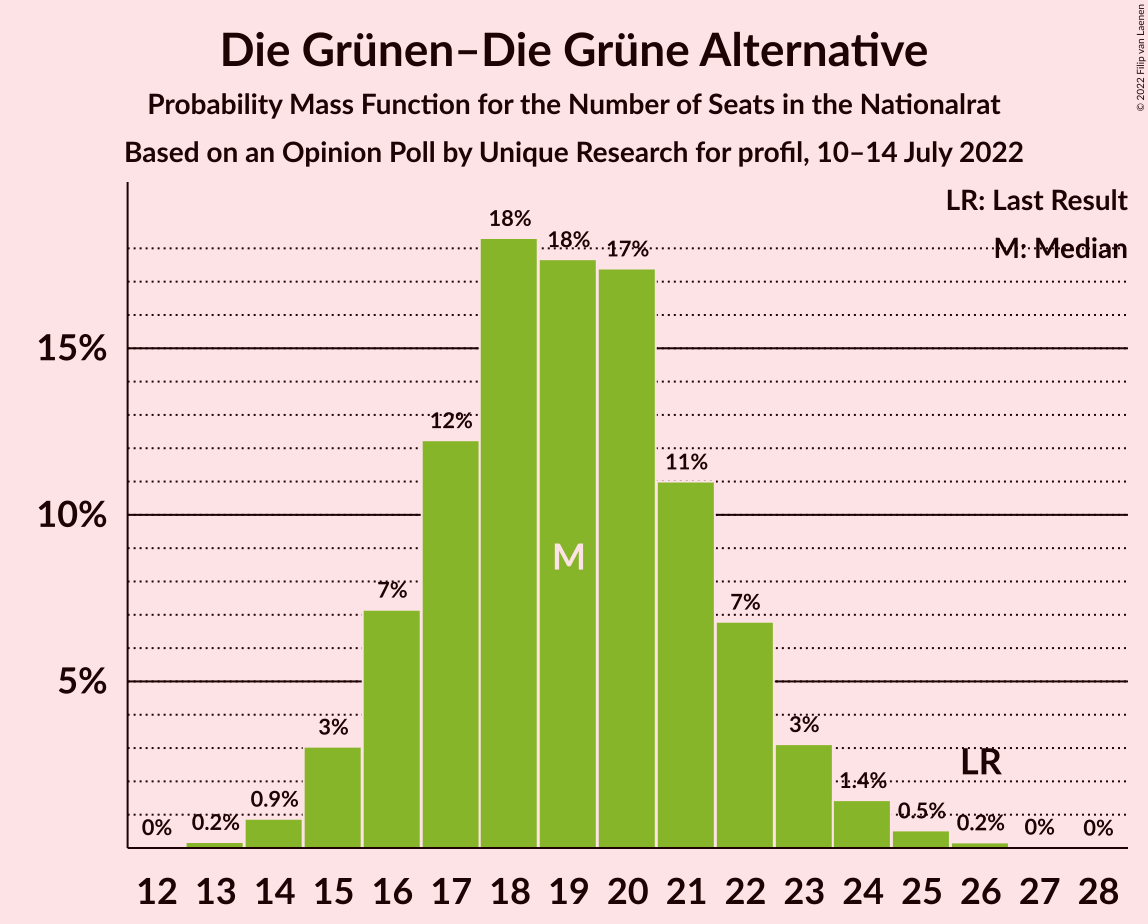 Die Grünen–Die Grüne Alternative
Probability Mass Function for the Number of Seats in the Nationalrat
Based on an Opinion Poll by Unique Research for profil, 10–14 July 2022
© 2022 Filip van Laenen
LR: Last Result
M: Median
15%
10%
5%
0%
0.2%
0.9%
3%
7%
12%
18%
18%
17%
11%
7%
3%
1.4%
0.5%
0.2%
0%
0%
M
LR
12 13 14 15 16 17 18 19 20 21 22 23 24 25 26 27 28